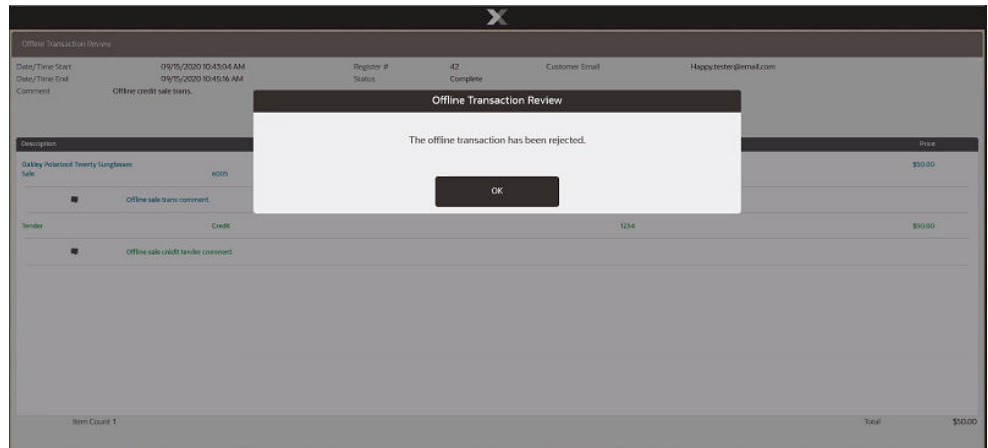 Offline Transaction Review
Date/Time Start 09/15/2020 10:43:04 AM Register # 42 Customer Email Happy.tester@email.com
Date/Time End 09/15/2020 10:45:16 AM Status Complete
Comment Offline credit sale trans.
Offline Transaction Review
The offline transaction has been rejected.
OK
Description Price
Oakley Polarized Twenty Sunglasses $50.00
Sale 6005
Offline sale trans comment.
Tender Credit 1234 $50.00
Offline sale credit tender comment.
Item Count 1 Total $50.00